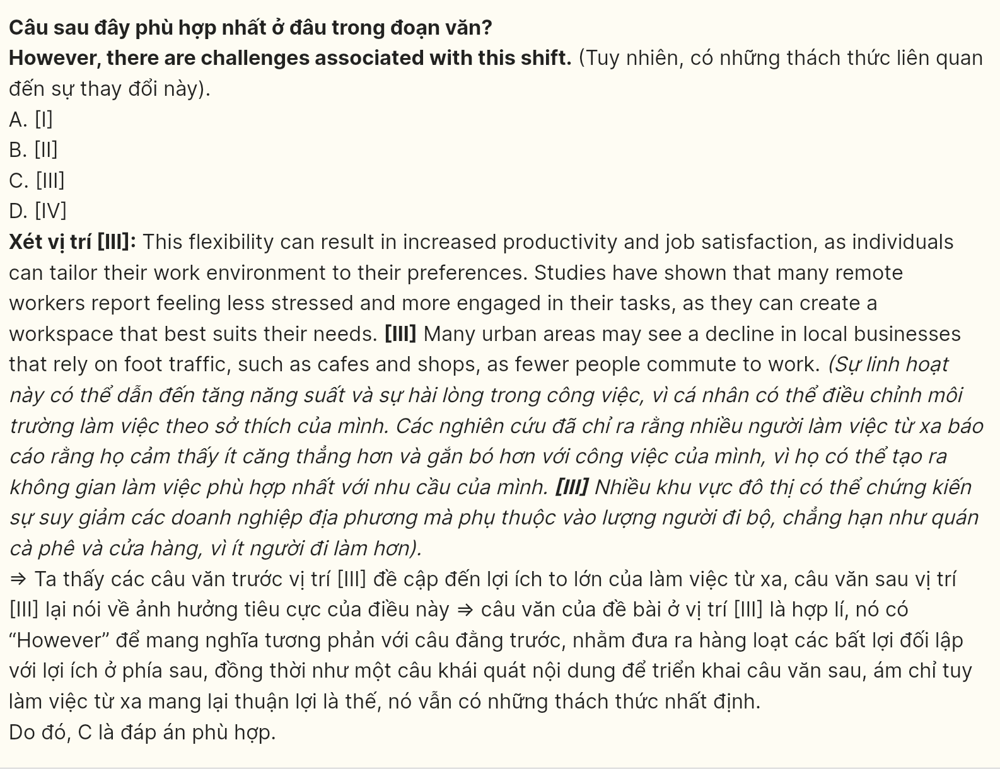 Câu sau đây phù hợp nhất ở đâu trong đoạn văn?
However, there are challenges associated with this shift. (Tuy nhiên, có những thách thức liên quan
đến sự thay đổi này).
A. [I]
B. [II]
C. [III]
D. [IV]
Xét vị trí [III]: This flexibility can result in increased productivity and job satisfaction, as individuals
can tailor their work environment to their preferences. Studies have shown that many remote
workers report feeling less stressed and more engaged in their tasks, as they can create a
workspace that best suits their needs. [III] Many urban areas may see a decline in local businesses
that rely on foot traffic, such as cafes and shops, as fewer people commute to work. (Sự linh hoạt
này có thể dẫn đến tăng năng suất và sự hài lòng trong công việc, vì cá nhân có thể điều chỉnh môi
trường làm việc theo sở thích của mình. Các nghiên cứu đã chỉ ra rằng nhiều người làm việc từ xa báo
cáo rằng họ cảm thấy ít căng thẳng hơn và gắn bó hơn với công việc của mình, vì họ có thể tạo ra
không gian làm việc phù hợp nhất với nhu cầu của mình. [III] Nhiều khu vực đô thị có thể chứng kiến
sự suy giảm các doanh nghiệp địa phương mà phụ thuộc vào lượng người đi bộ, chẳng hạn như quán
cà phê và cửa hàng, vì ít người đi làm hơn).
⇒ Ta thấy các câu văn trước vị trí [III] đề cập đến lợi ích to lớn của làm việc từ xa, câu văn sau vị trí
[III] lại nói về ảnh hưởng tiêu cực của điều này ⇒ câu văn của đề bài ở vị trí [III] là hợp lí, nó có
“However” để mang nghĩa tương phản với câu đằng trước, nhằm đưa ra hàng loạt các bất lợi đối lập
với lợi ích ở phía sau, đồng thời như một câu khái quát nội dung để triển khai câu văn sau, ám chỉ tuy
làm việc từ xa mang lại thuận lợi là thế, nó vẫn có những thách thức nhất định.
Do đó, C là đáp án phù hợp.